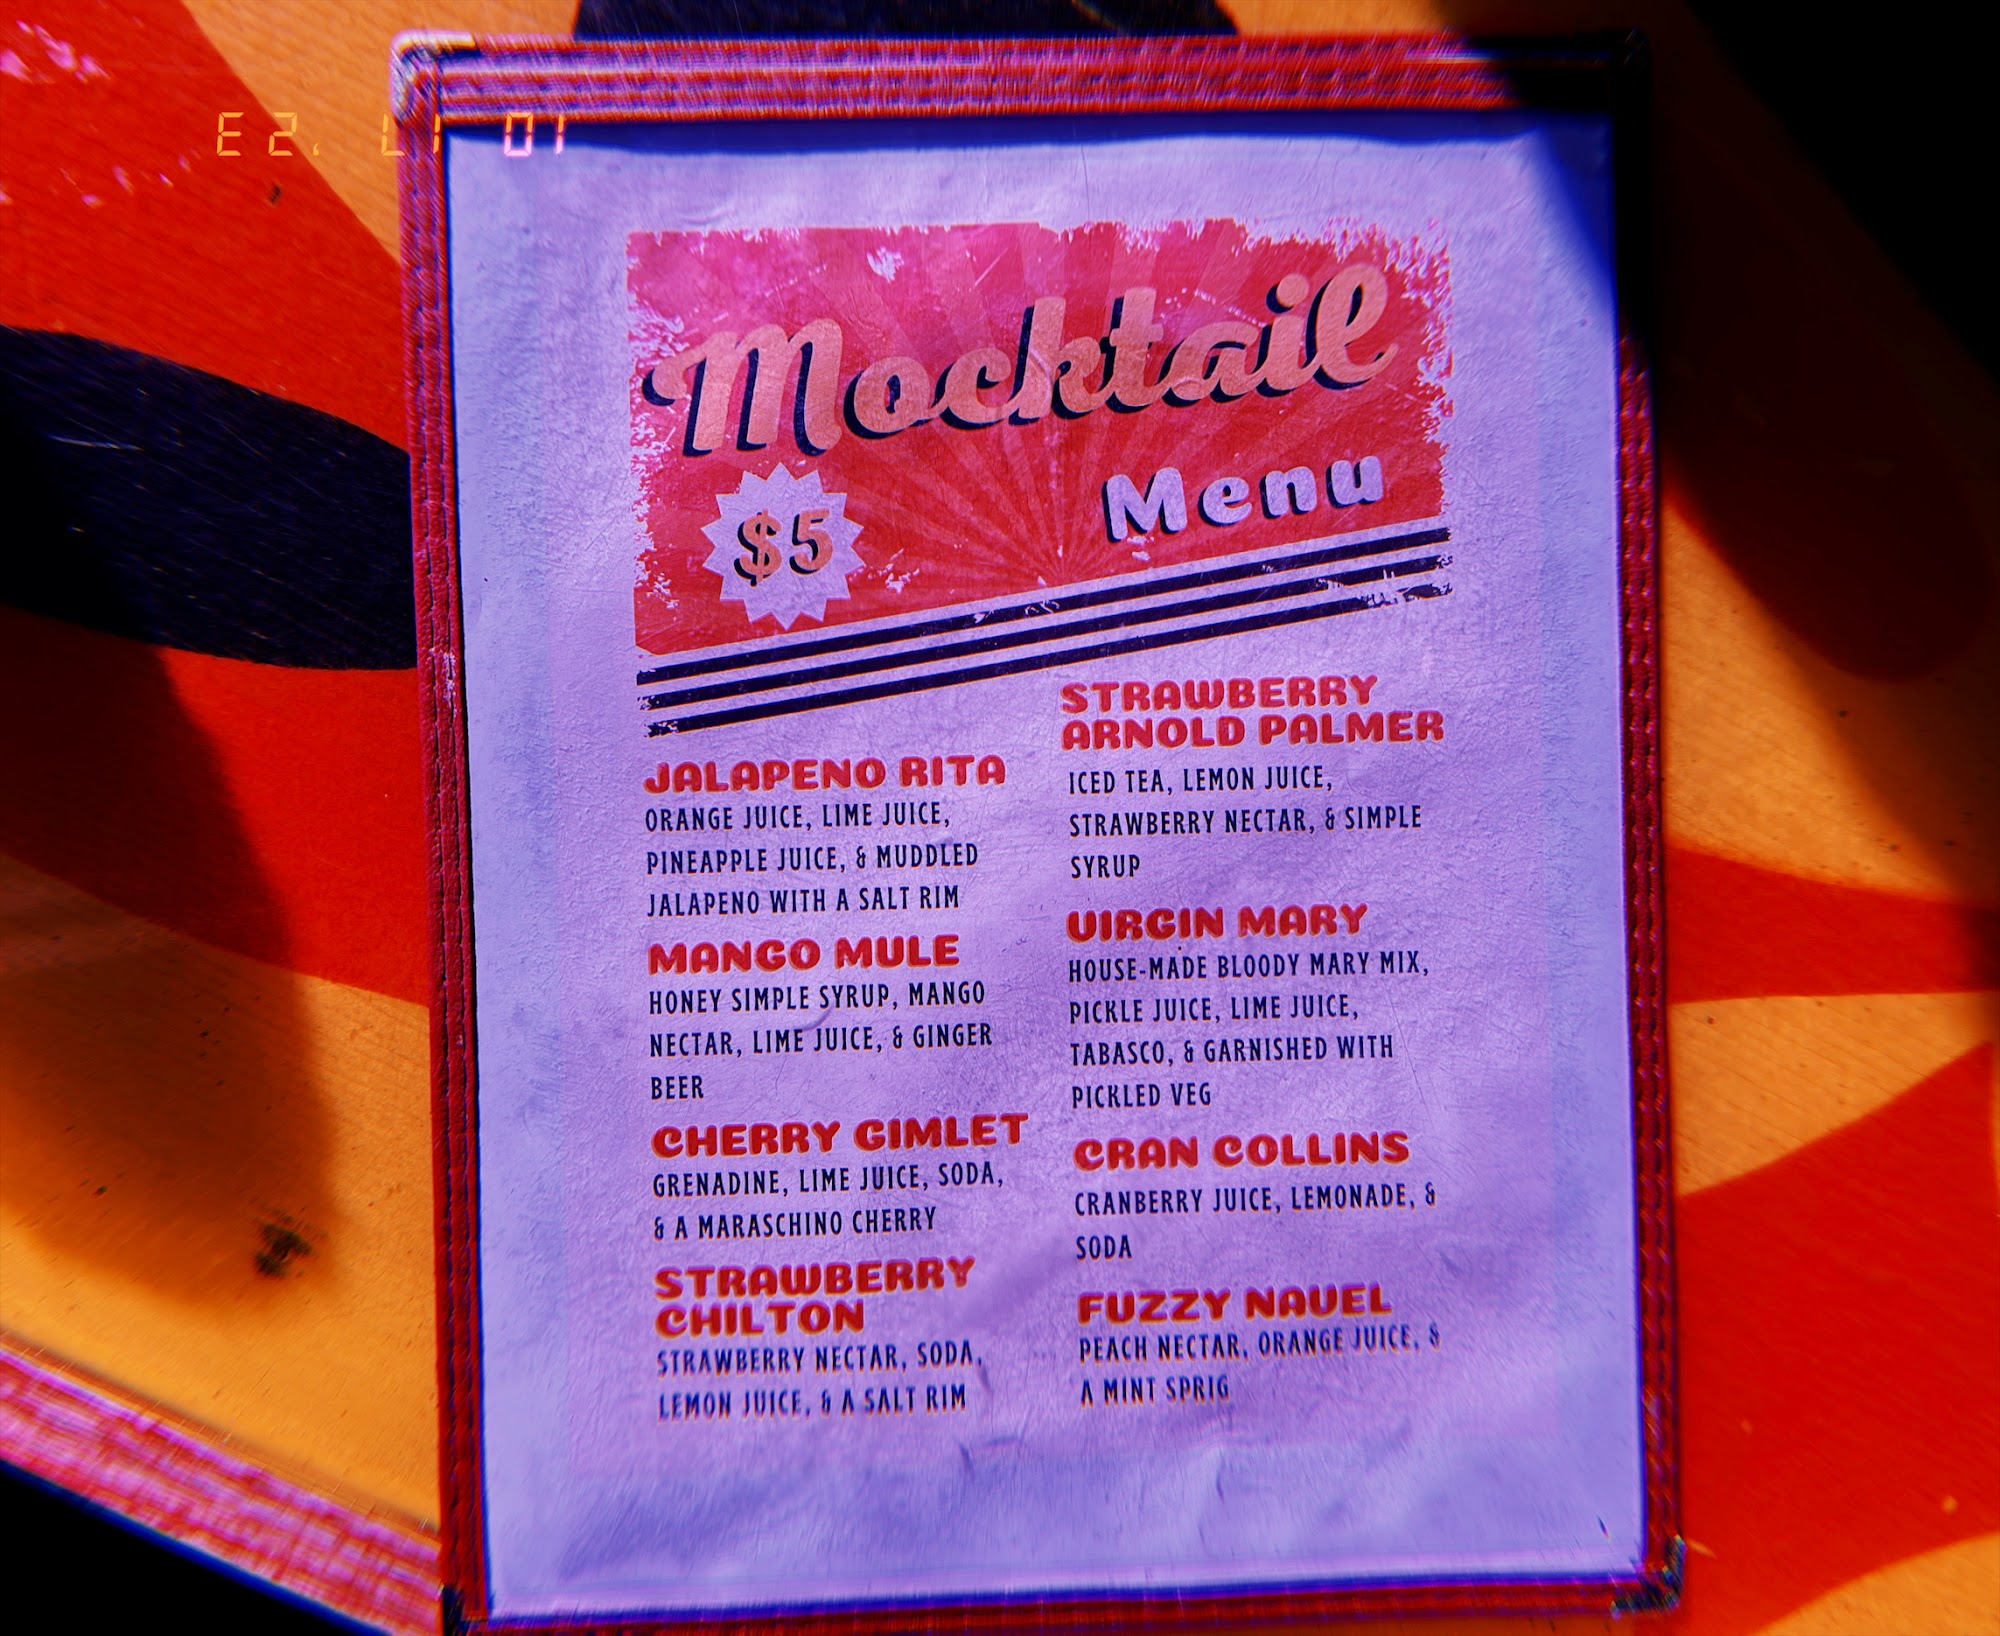 10 17 '23
Mocktail
Menu
$5
JALAPENO RITA
ORANGE JUICE, LIME JUICE,
PINEAPPLE JUICE, & MUDDLED
JALAPENO WITH A SALT RIM
MANGO MULE
HONEY SIMPLE SYRUP, MANGO
NECTAR, LIME JUICE, & GINGER
BEER
CHERRY GIMLET
GRENADINE, LIME JUICE, SODA,
& A MARASCHINO CHERRY
STRAWBERRY
CHILTON
STRAWBERRY NECTAR, SODA,
LEMON JUICE, & A SALT RIM
STRAWBERRY
ARNOLD PALMER
ICED TEA, LEMON JUICE,
STRAWBERRY NECTAR, & SIMPLE
SYRUP
VIRGIN MARY
HOUSE-MADE BLOODY MARY MIX,
PICKLE JUICE, LIME JUICE,
TABASCO, & GARNISHED WITH
PICKLED VEG
CRAN COLLINS
CRANBERRY JUICE, LEMONADE, &
SODA
FUZZY NAVEL
PEACH NECTAR, ORANGE JUICE, &
A MINT SPRIG